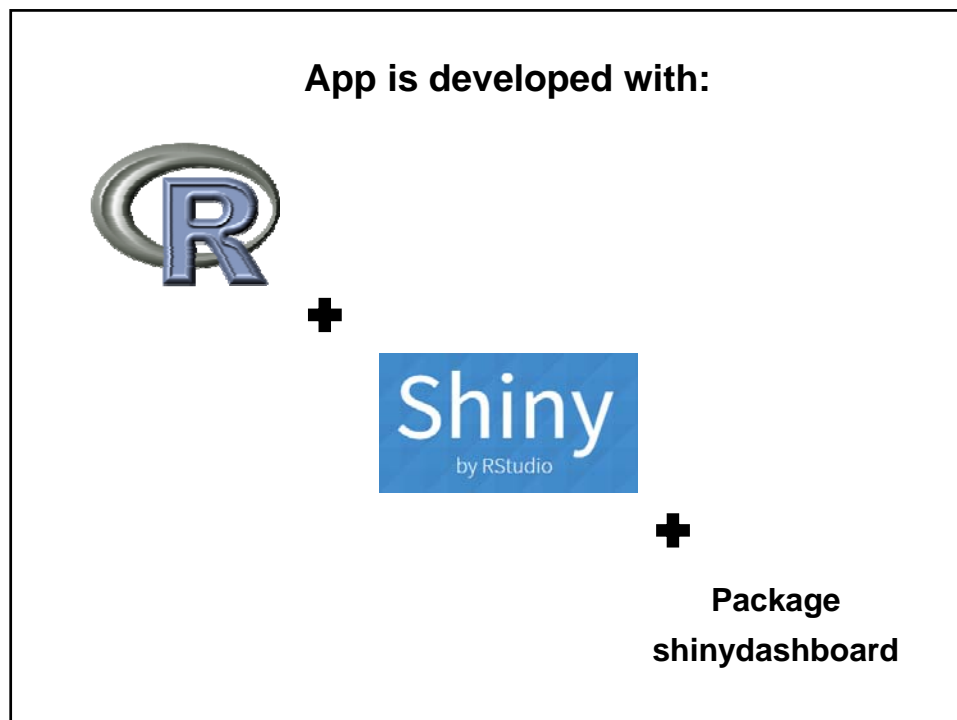 App is developed with:
R
Shiny
by RStudio
Package
shinydashboard